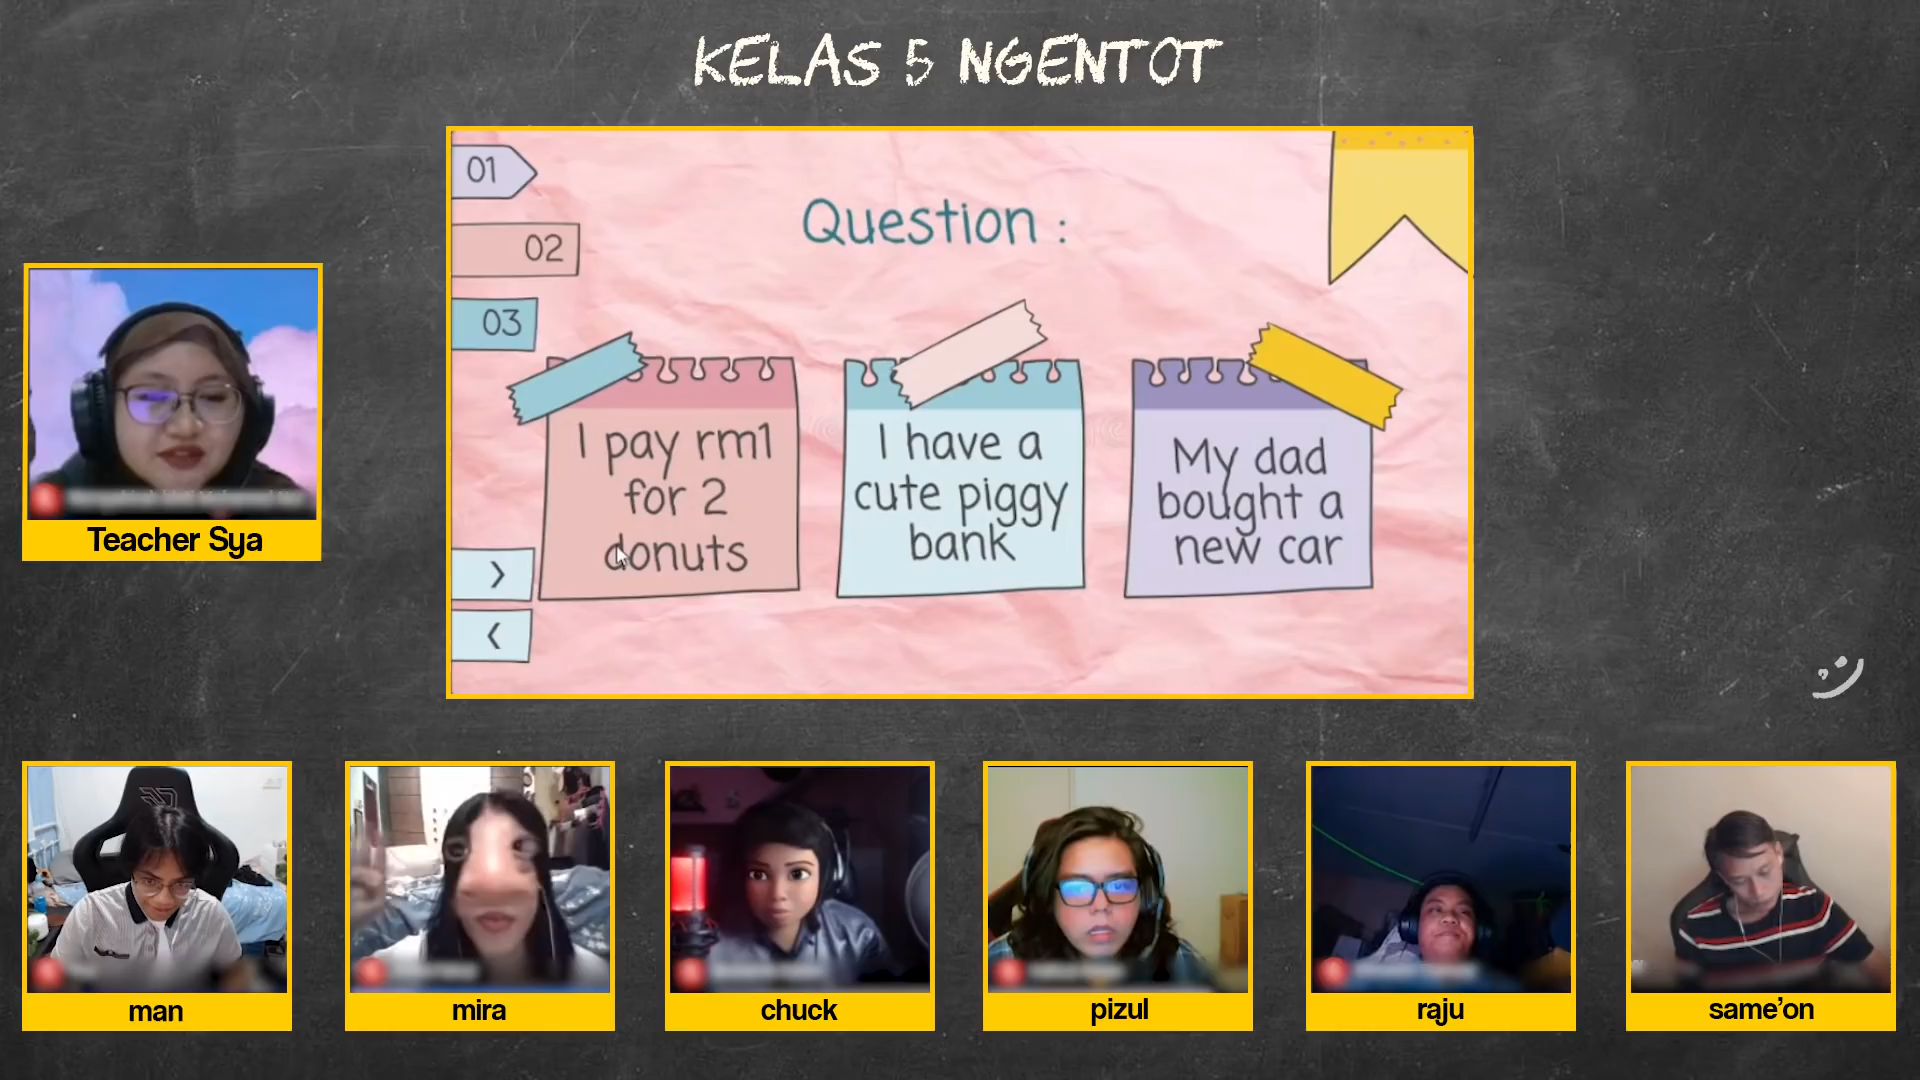 KELAS 5 NGENTOT
01
02
03
Question :
I pay rm1
for 2
donuts
I have a
cute piggy
bank
My dad
bought a
new car
Teacher Sya
man
mira
chuck
pizul
raju
same'on